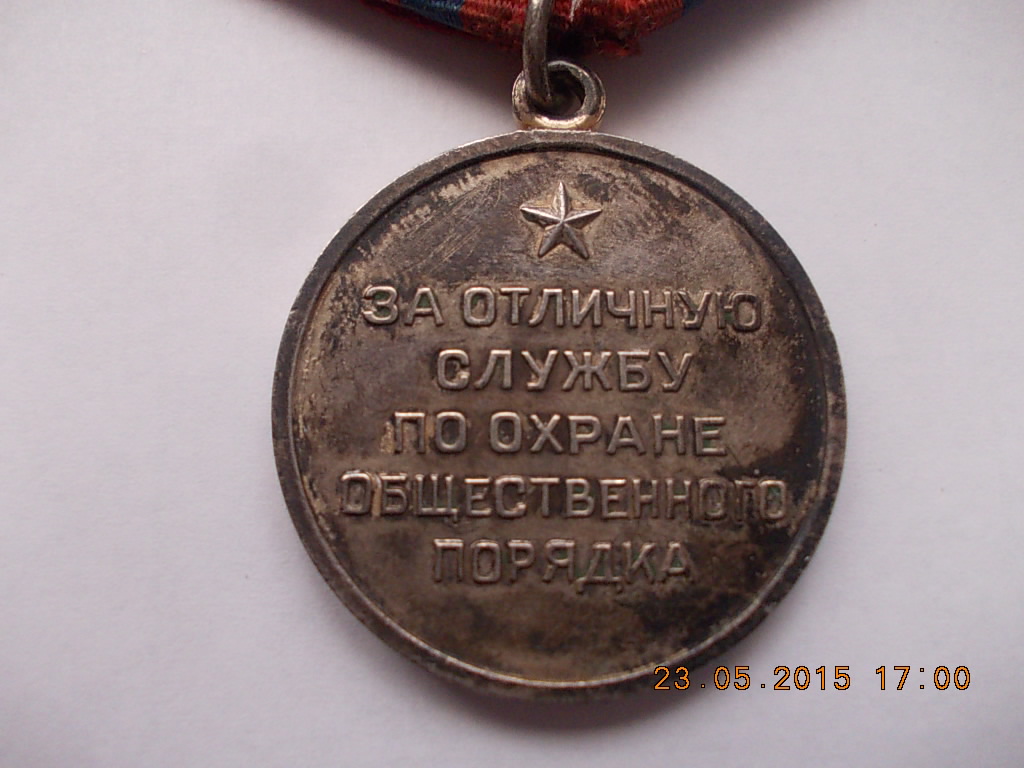 ЗА ОТЛИЧНУЮ
СЛУЖБУ
ПО ОХРАНЕ
ОБЩЕСТВЕННОГО
ПОРЯДКА
23.05.2015 17:00